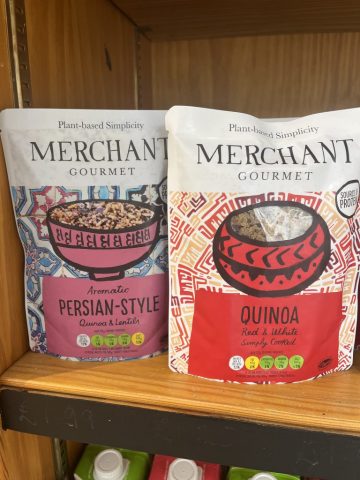 Plant-based Simplicity
MERCHANT
GOURMET
Aromatic
PERSIAN-STYLE
Quinoa & Lentils
Plant-based Simplicity
MERCHANT
GOURMET
SOURCE OF
PROTEIN
QUINOA
Red & White
Simply Cooked